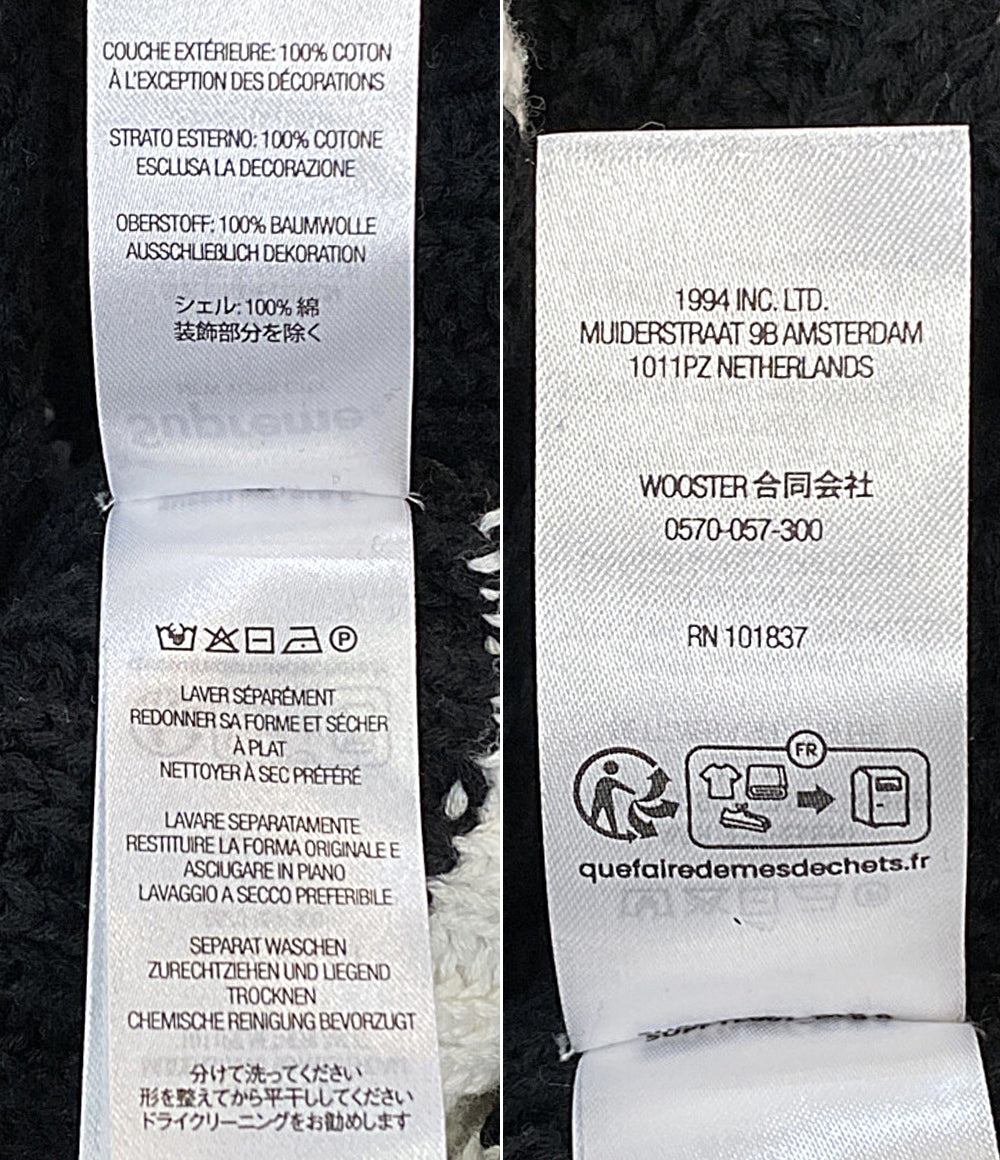 COUCHE EXTÉRIEURE: 100% COTON
À L'EXCEPTION DES DÉCORATIONS
STRATO ESTERNO: 100% COTONE
ESCLUSA LA DECORAZIONE
OBERSTOFF: 100% BAUMWOLLE
AUSSCHLIEßLICH DEKORATION
シェル: 100% 綿
装飾部分を除く
Supreme
P
LAVER SÉPARÉMENT
REDONNER SA FORME ET SÉCHER
À PLAT
NETTOYER À SEC PRÉFÉRÉ
LAVARE SEPARATAMENTE
RESTITUIRE LA FORMA ORIGINALE E
ASCIUGARE IN PIANO
LAVAGGIO A SECCO PREFERIBILE
SEPARAT WASCHEN
ZURECHTZIEHEN UND LIEGEND
TROCKNEN
CHEMISCHE REINIGUNG BEVORZUGT
分けて洗ってください
形を整えてから平干ししてください
ドライクリーニングをお勧めします
1994 INC. LTD.
MUIDERSTRAAT 9B AMSTERDAM
1011PZ NETHERLANDS
WOOSTER 合同会社
0570-057-300
RN 101837
FR
quefairedemesdechets.fr